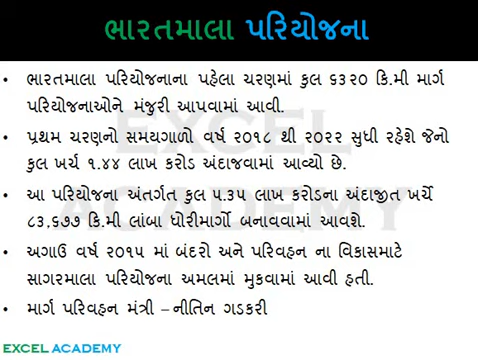 ભારતમાલા પરિયોજના
• ભારતમાલા પરિયોજનાના પહેલા ચરણમાં કુલ ૬૩૨૦ કિ.મી માર્ગ
પરિયોજનાઓને મંજુરી આપવામાં આવી.
• પ્રથમ ચરણનો સમયગાળો વર્ષ ૨૦૧૮ થી ૨૦૨૨ સુધી રહેશે જેનો
કુલ ખર્ચ ૧.૪૪ લાખ કરોડ અંદાજવામાં આવ્યો છે.
• આ પરિયોજના અંતર્ગત કુલ ૫.૩૫ લાખ કરોડના અંદાજીત ખર્ચે
૮૩,૬૭૭ કિ.મી લાંબા ધોરીમાર્ગો બનાવવામાં આવશે.
• અગાઉ વર્ષ ૨૦૧૫ માં બંદરો અને પરિવહન ના વિકાસમાટે
સાગરમાલા પરિયોજના અમલમાં મુકવામાં આવી હતી.
• માર્ગ પરિવહન મંત્રી – નીતિન ગડકરી
EXCEL ACADEMY
EXCEL ACADEMY